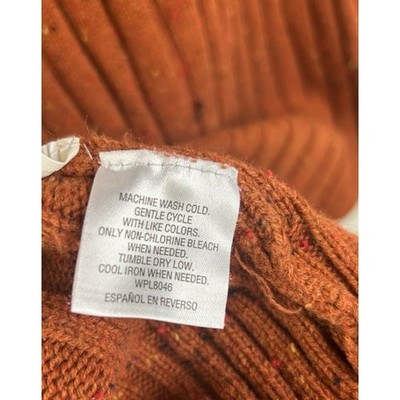 MACHINE WASH COLD.
GENTLE CYCLE
WITH LIKE COLORS.
ONLY NON-CHLORINE BLEACH
WHEN NEEDED.
TUMBLE DRY LOW.
COOL IRON WHEN NEEDED.
WPL8046
ESPAÑOL EN REVERSO